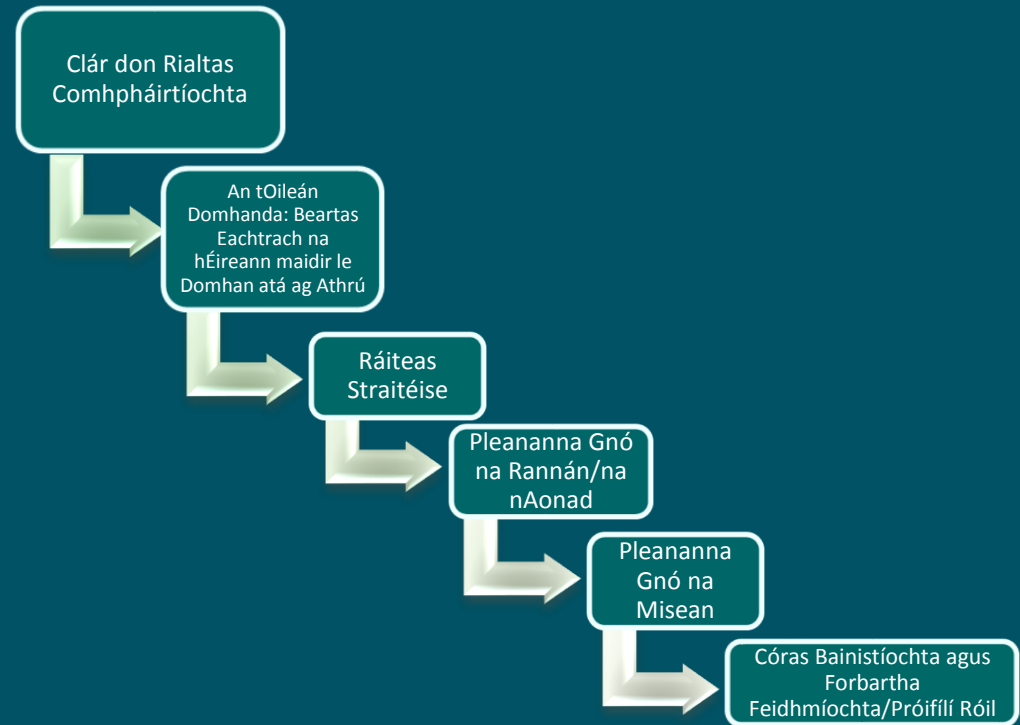 Clár don Rialtas
Comhpháirtíochta
An tOileán
Domhanda: Beartas
Eachtrach na
hÉireann maidir le
Domhan atá ag Athrú
Ráiteas
Straitéise
Pleananna Gnó
na Rannán/na
nAonad
Pleananna
Gnó na
Misean
Córas Bainistíochta agus
Forbartha
Feidhmíochta/Próifílí Róil